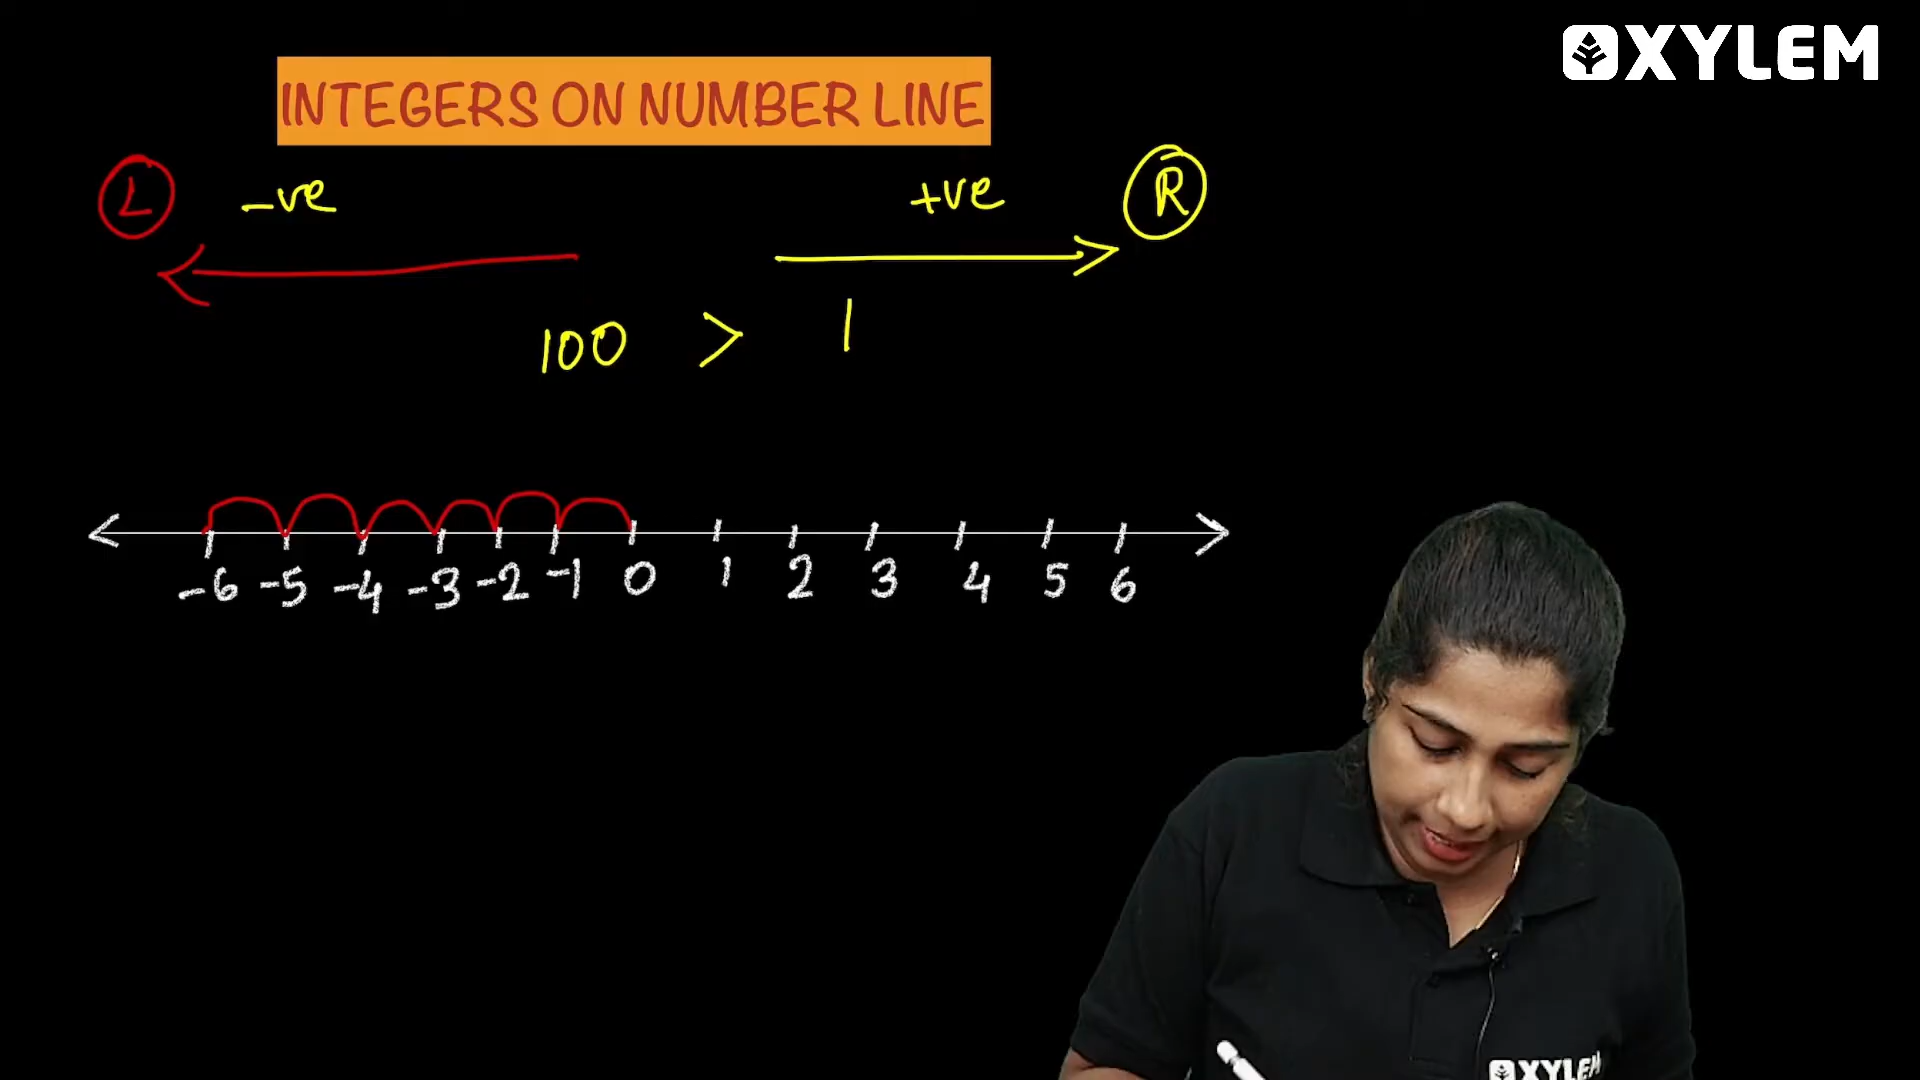 XYLEM
INTEGERS ON NUMBER LINE
L -ve +ve R
100 > 1
-6 -5 -4 -3 -2 -1 0 1 2 3 4 5 6
XYLEM